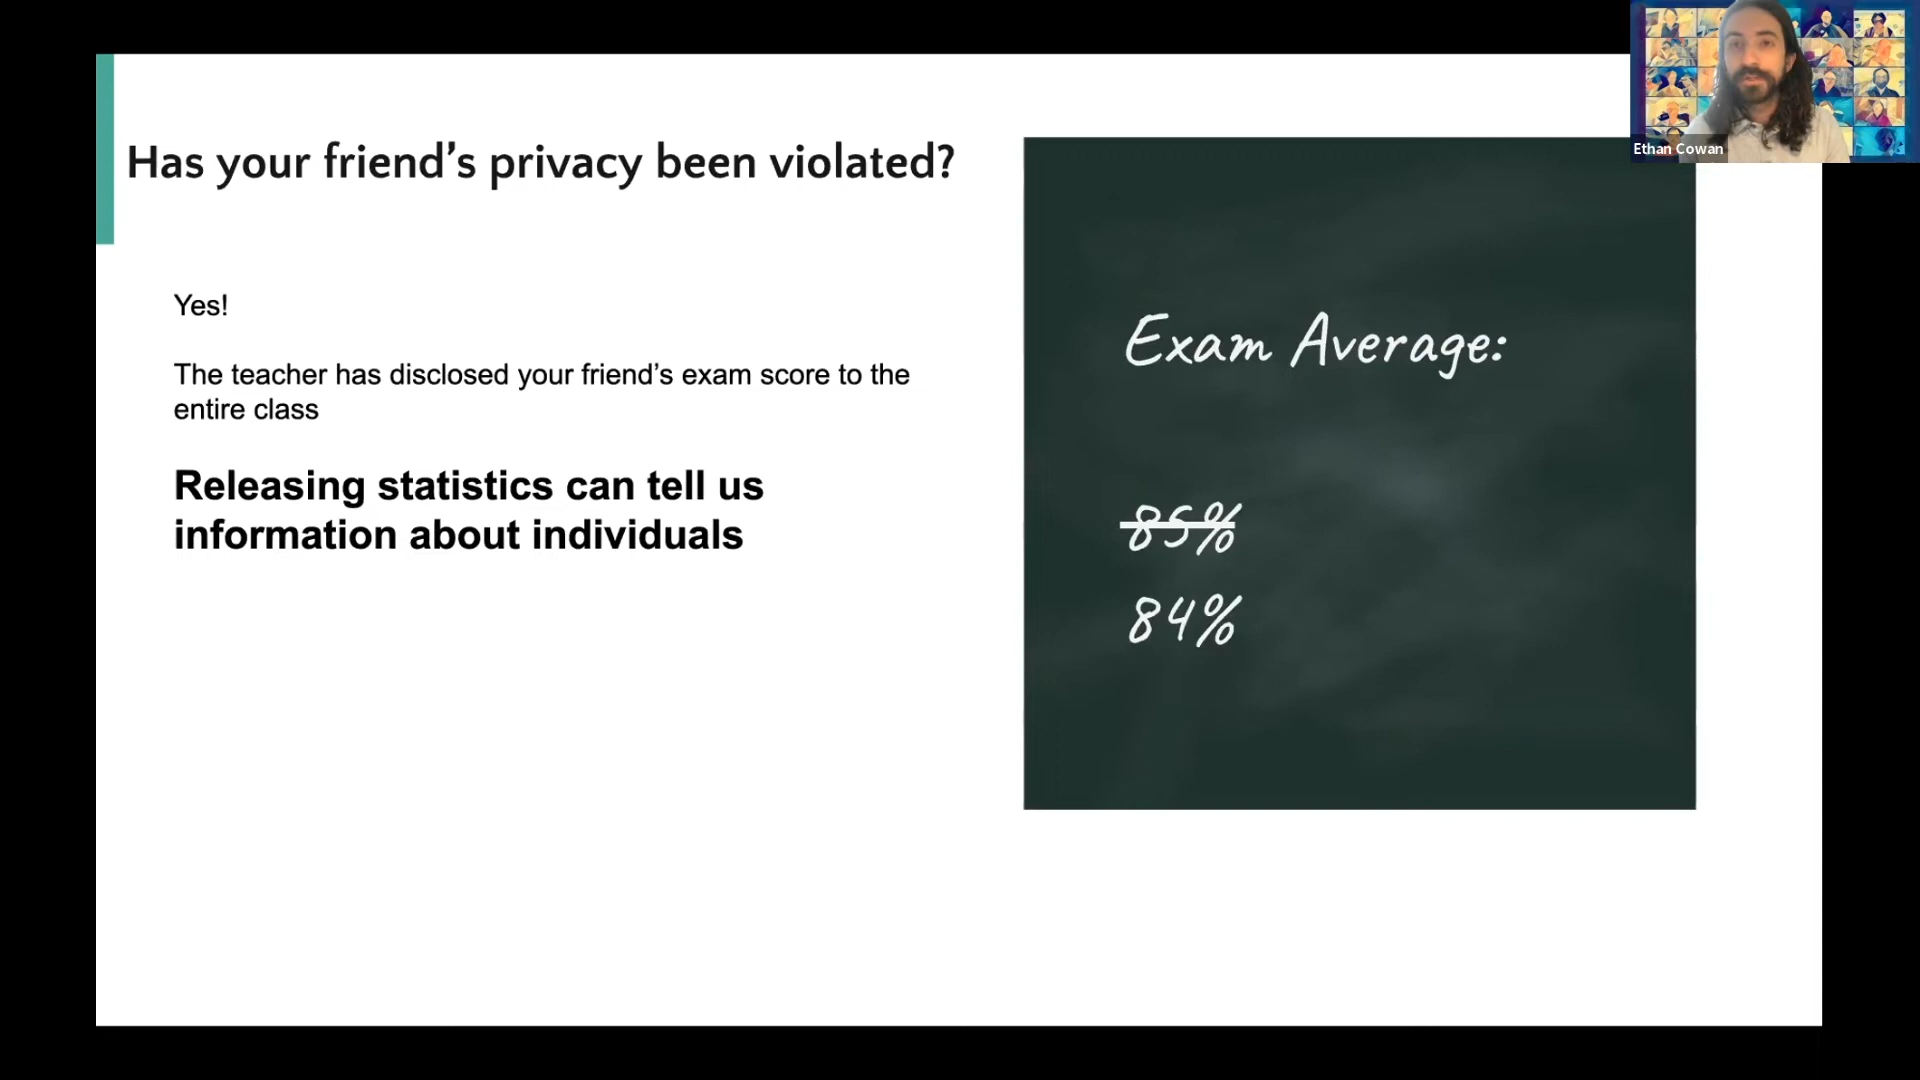 Has your friend’s privacy been violated?
Yes!
The teacher has disclosed your friend’s exam score to the
entire class
Releasing statistics can tell us
information about individuals
Exam Average:
85%
84%
Ethan Cowan